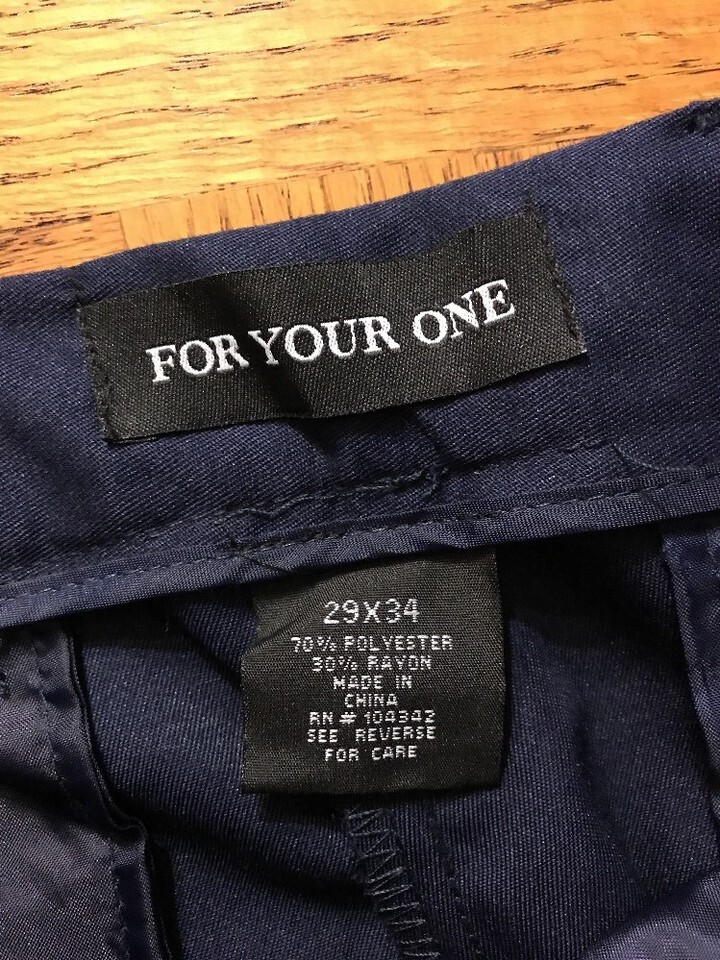 FOR YOUR ONE
29X34
70% POLYESTER
30% RAYON
MADE IN
CHINA
RN # 104342
SEE REVERSE
FOR CARE